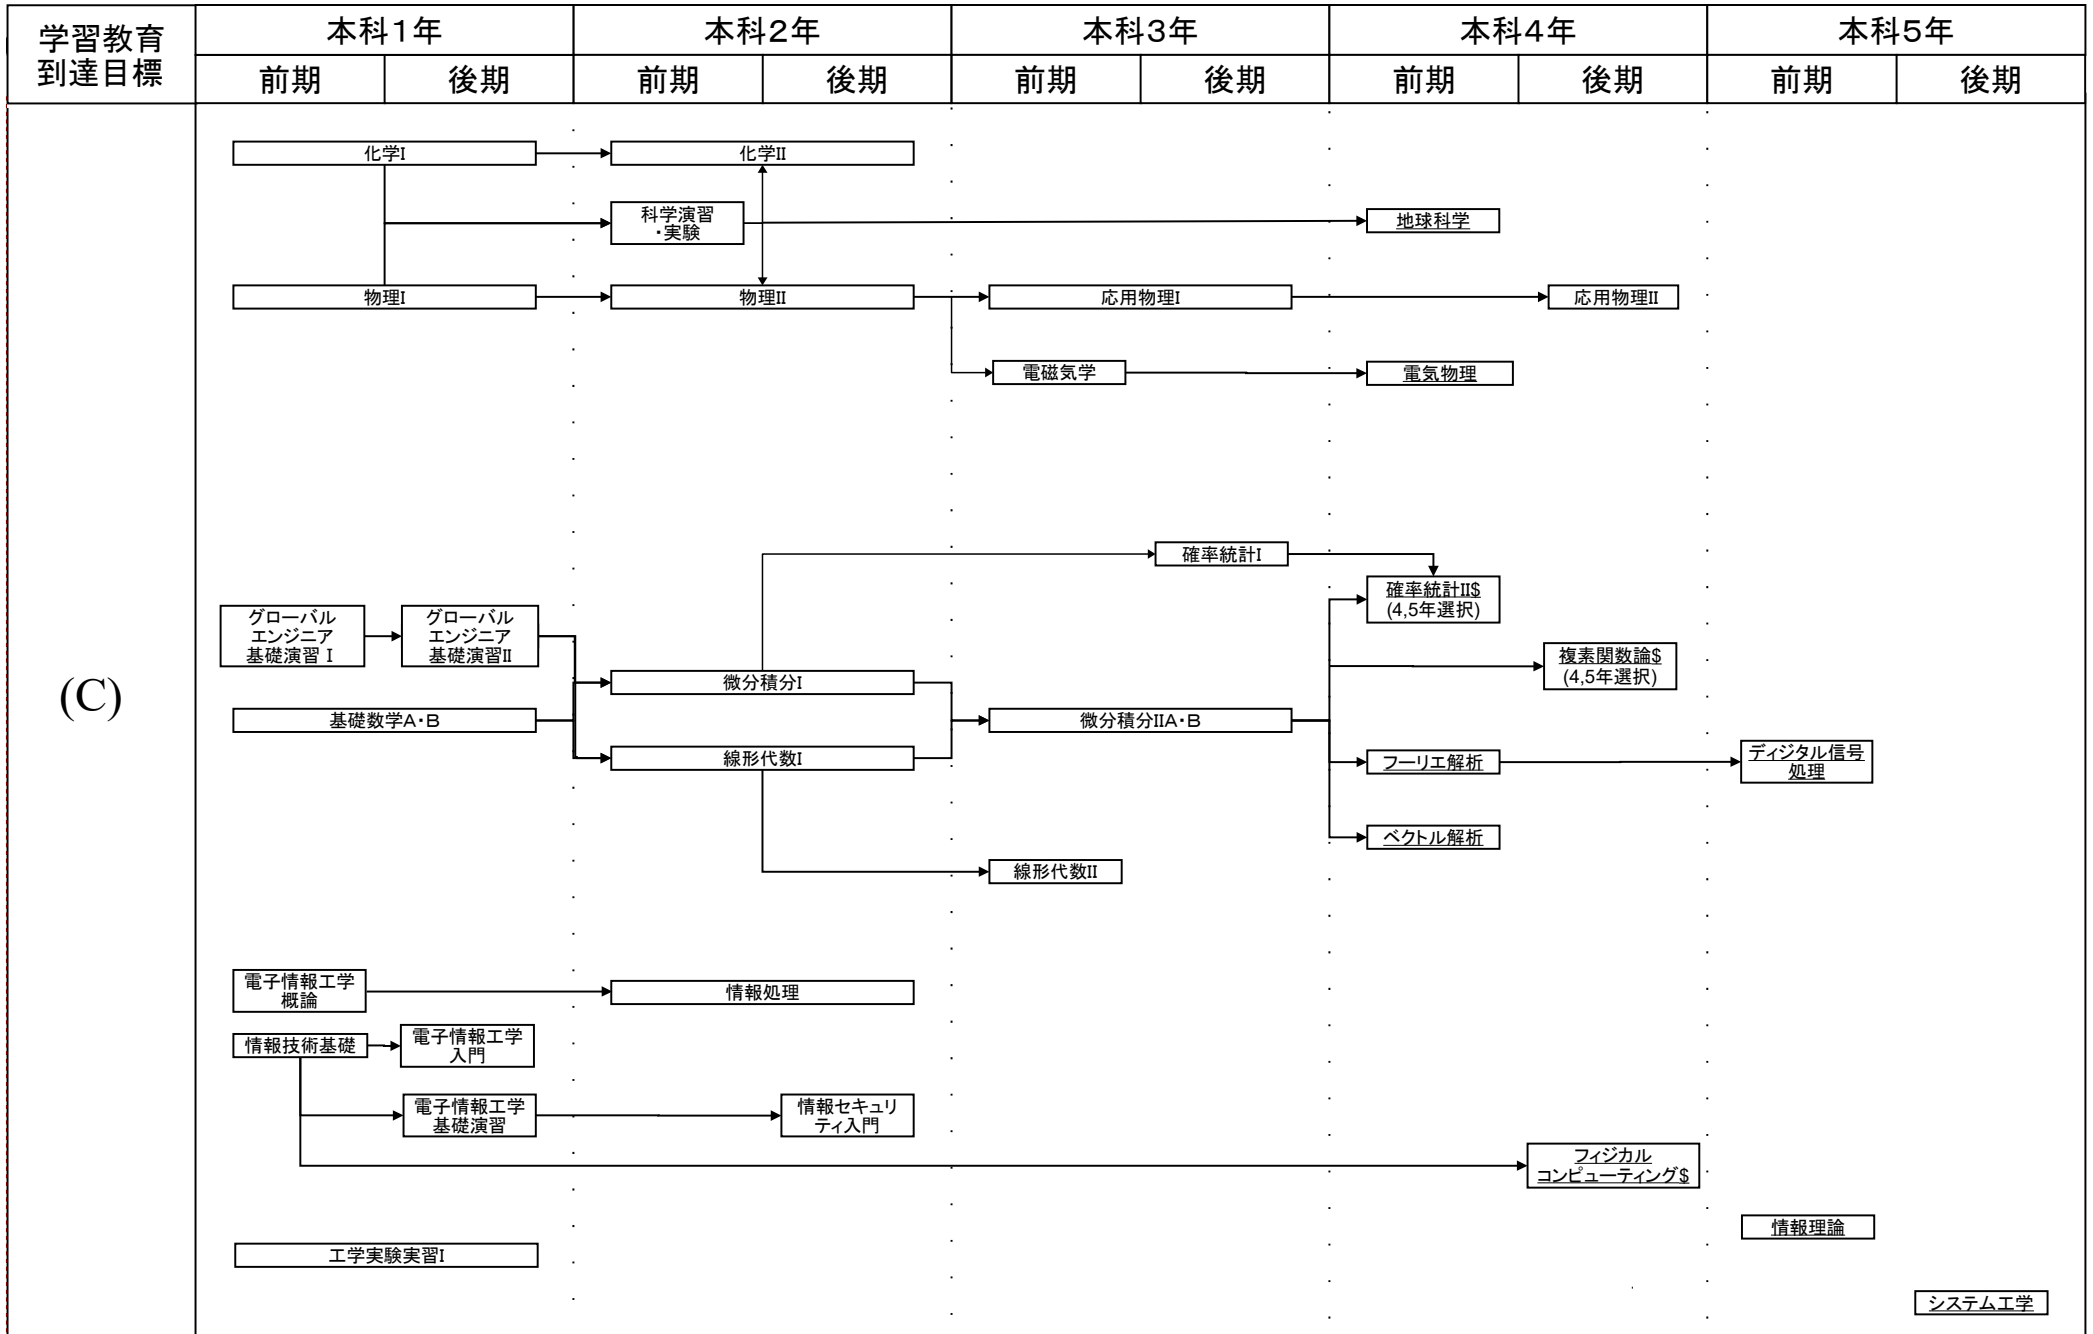 学習教育
到達目標
本科1年
本科2年
本科3年
本科4年
本科5年
前期
後期
前期
後期
前期
後期
前期
後期
前期
後期
(C)
化学I
化学II
科学演習
・実験
地球科学
物理I
物理II
応用物理I
応用物理II
電磁気学
電気物理
確率統計I
確率統計II$
(4,5年選択)
グローバル
エンジニア
基礎演習 I
グローバル
エンジニア
基礎演習II
複素関数論$
(4,5年選択)
微分積分I
基礎数学A・B
微分積分IIA・B
線形代数I
フーリエ解析
ディジタル信号
処理
ベクトル解析
線形代数II
電子情報工学
概論
情報処理
情報技術基礎
電子情報工学
入門
電子情報工学
基礎演習
情報セキュリ
ティ入門
フィジカル
コンピューティング$
情報理論
工学実験実習I
システム工学